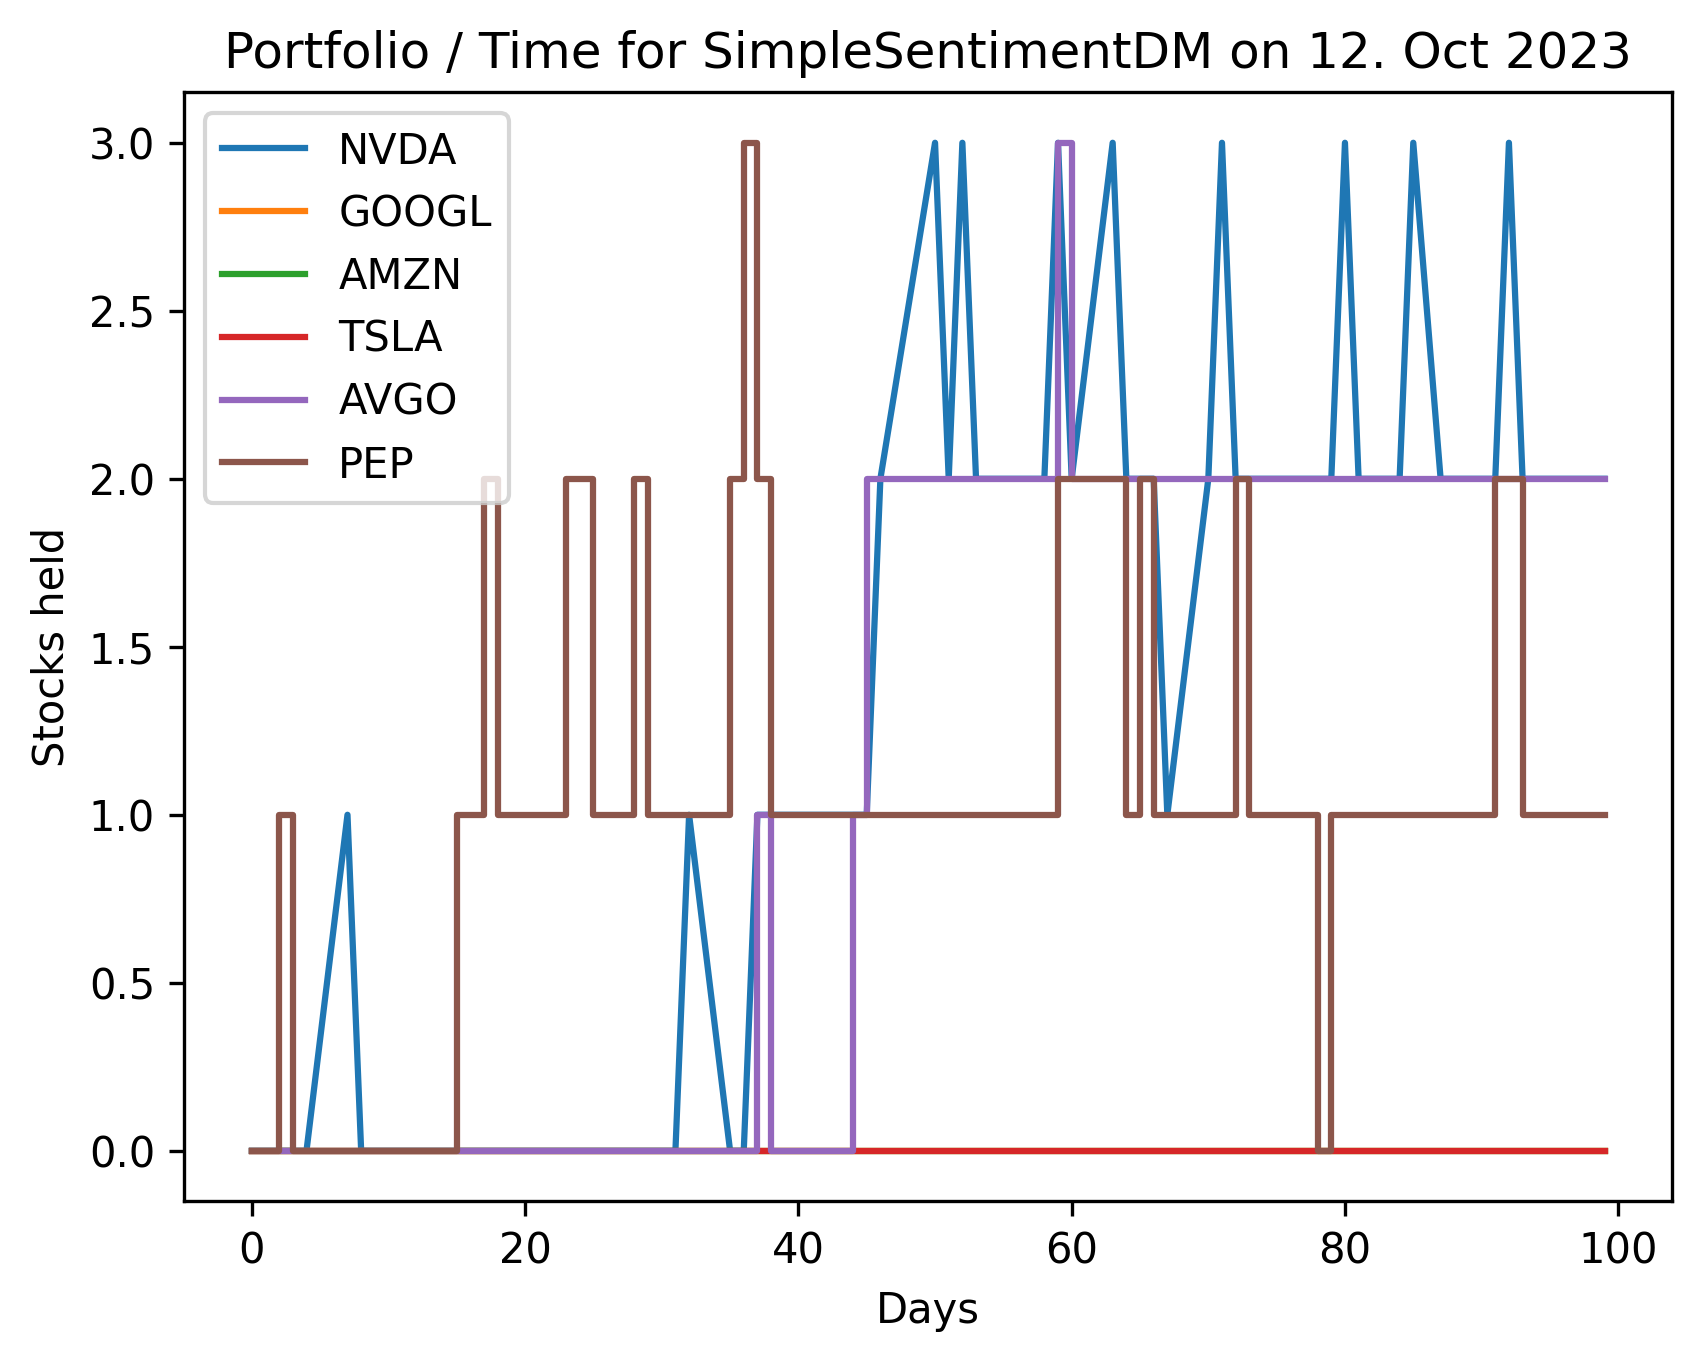 Portfolio / Time for SimpleSentimentDM on 12. Oct 2023
NVDA
GOOGL
AMZN
TSLA
AVGO
PEP
3.0
2.5
2.0
1.5
1.0
0.5
0.0
Stocks held
0 20 40 60 80 100
Days